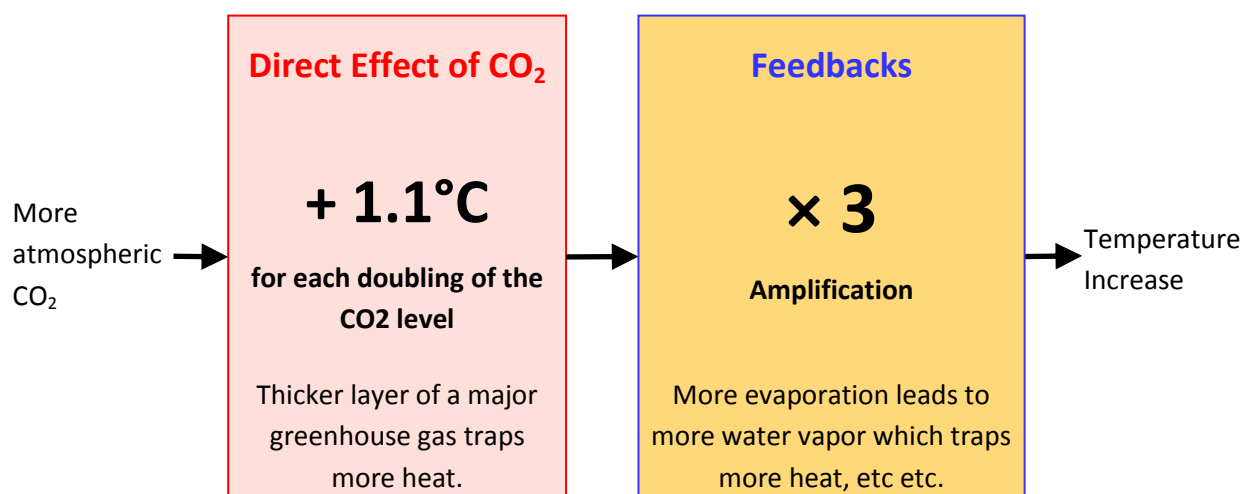 More
atmospheric
CO₂
Direct Effect of CO₂
+ 1.1°C
for each doubling of the
CO2 level
Thicker layer of a major
greenhouse gas traps
more heat.
Feedbacks
× 3
Amplification
More evaporation leads to
more water vapor which traps
more heat, etc etc.
Temperature
Increase